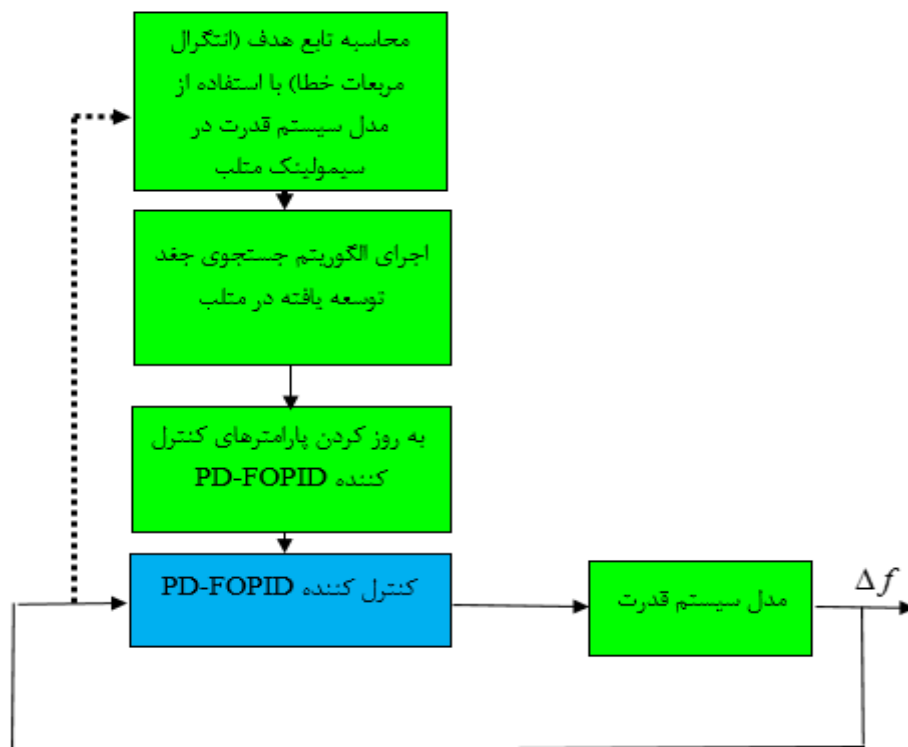 محاسبه تابع هدف (انتگرال
مربعات خطا) با استفاده از
مدل سیستم قدرت در
سیمولینک متلب
اجرای الگوریتم جستجوی جغد
توسعه یافته در متلب
به روز کردن پارامترهای کنترل
کننده PD-FOPID
کنترل کننده PD-FOPID
مدل سیستم قدرت
Δf